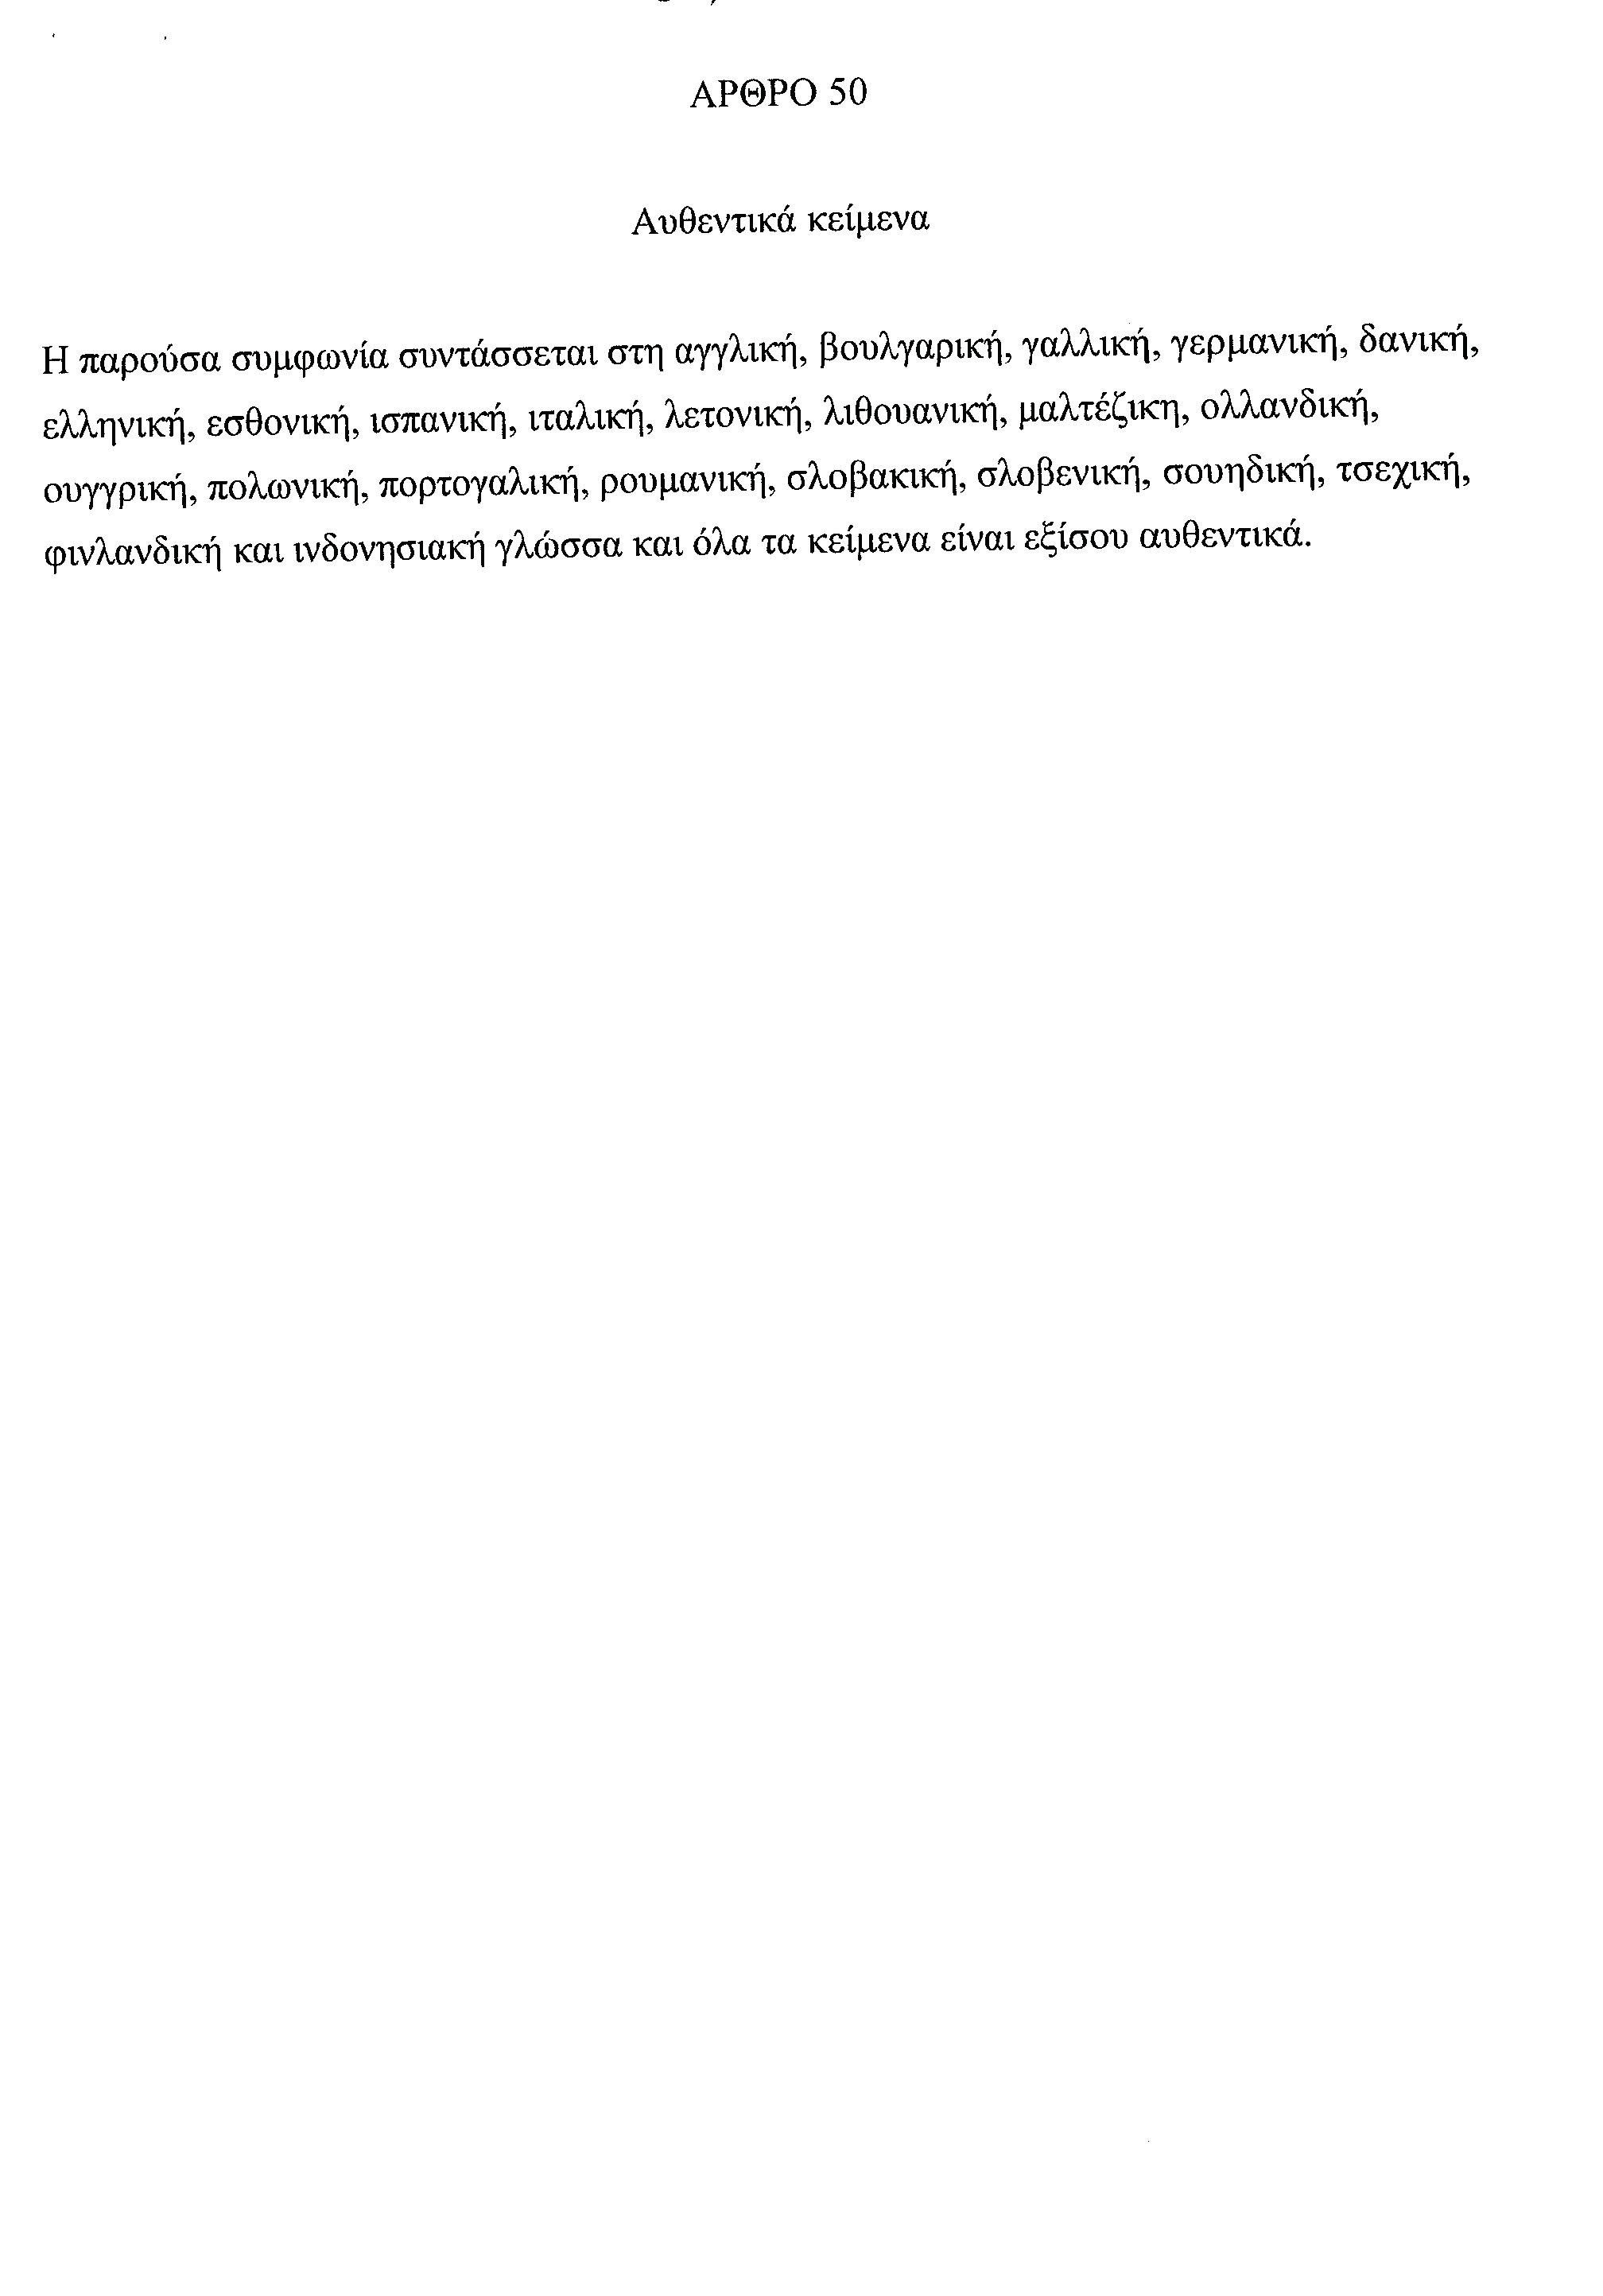 ΑΡΘΡΟ 50
Αυθεντικά κείμενα
Η παρούσα συμφωνία συντάσσεται στη αγγλική, βουλγαρική, γαλλική, γερμανική, δανική,
ελληνική, εσθονική, ισπανική, ιταλική, λετονική, λιθουανική, μαλτέζικη, ολλανδική,
ουγγρική, πολωνική, πορτογαλική, ρουμανική, σλοβακική, σλοβενική, σουηδική, τσεχική,
φινλανδική και ινδονησιακή γλώσσα και όλα τα κείμενα είναι εξίσου αυθεντικά.